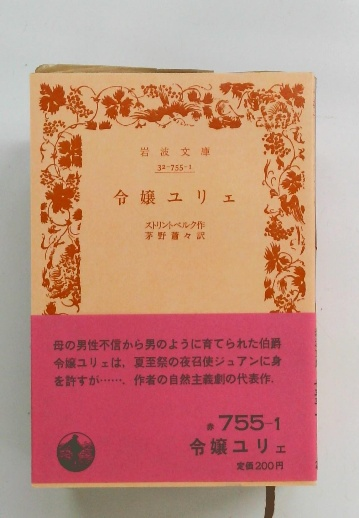 岩波文庫
32-755-1
令嬢ユリェ
ストリントベルク作
茅野蕭々訳
母の男性不信から男のように育てられた伯爵
令嬢ユリェは，夏至祭の夜召使ジュアンに身
を許すが……．作者の自然主義劇の代表作．
赤 755-1
令嬢ユリェ
定価200円